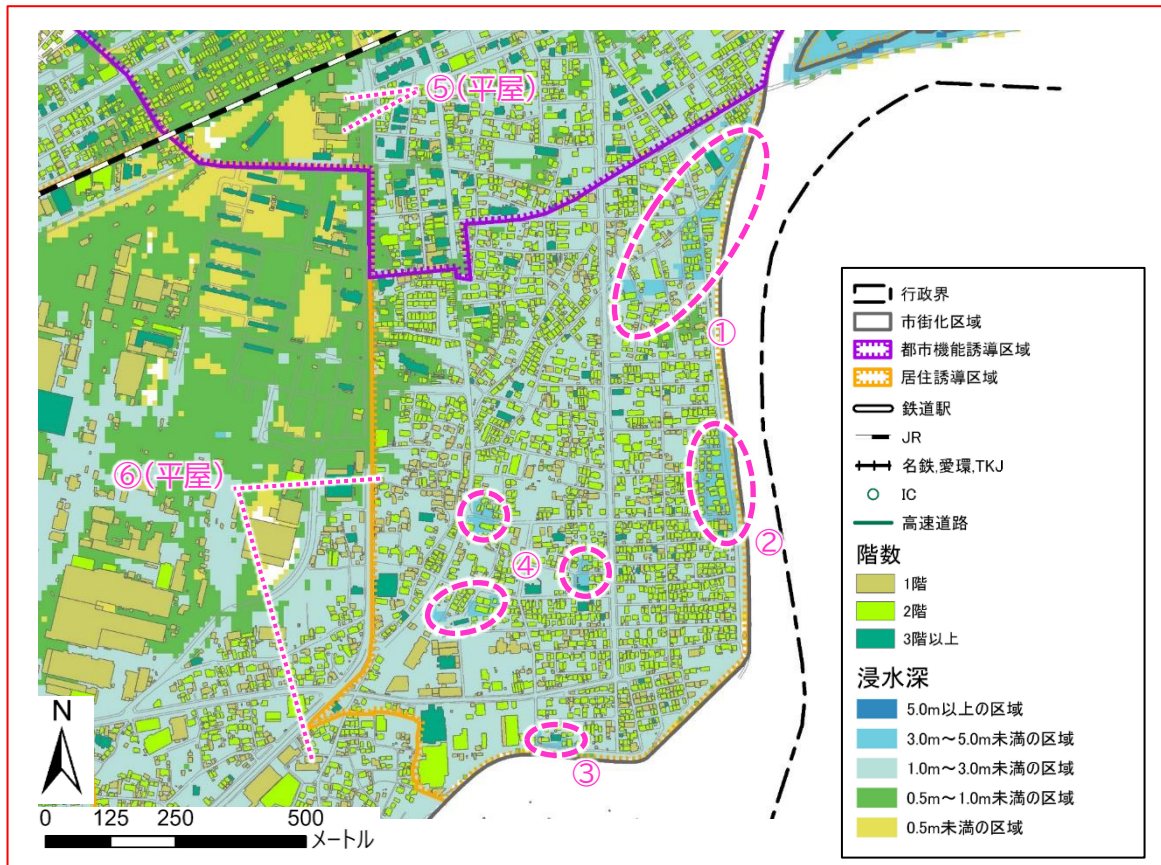 ⑤(平屋)
①
⑥(平屋)
②
④
③
N
0 125 250 500
メートル
行政界
市街化区域
都市機能誘導区域
居住誘導区域
鉄道駅
JR
名鉄,愛環,TKJ
IC
高速道路
階数
1階
2階
3階以上
浸水深
5.0m以上の区域
3.0m～5.0m未満の区域
1.0m～3.0m未満の区域
0.5m～1.0m未満の区域
0.5m未満の区域